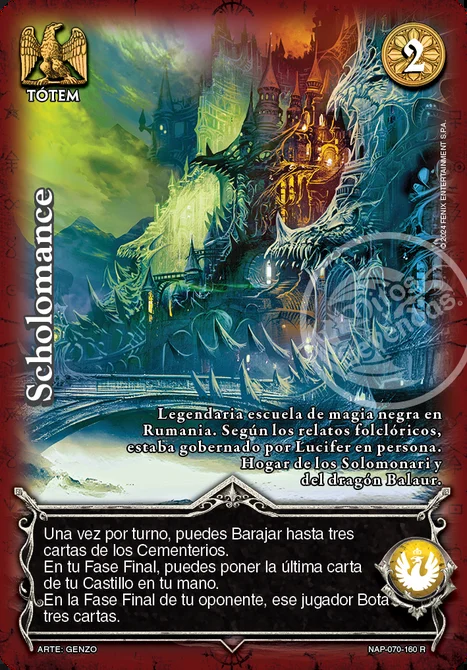 2
TÓTEM
© 2024 FENIX ENTERTAINMENT S.P.A.
Scholomance
Mitos
Leyendas
Legendaria escuela de magia negra en
Rumania. Según los relatos folclóricos,
estaba gobernado por Lucifer en persona.
Hogar de los Solomonari y
del dragón Balaur.
Una vez por turno, puedes Barajar hasta tres
cartas de los Cementerios.
En tu Fase Final, puedes poner la última carta
de tu Castillo en tu mano.
En la Fase Final de tu oponente, ese jugador Bota
tres cartas.
ARTE: GENZO
NAP-070-160 R